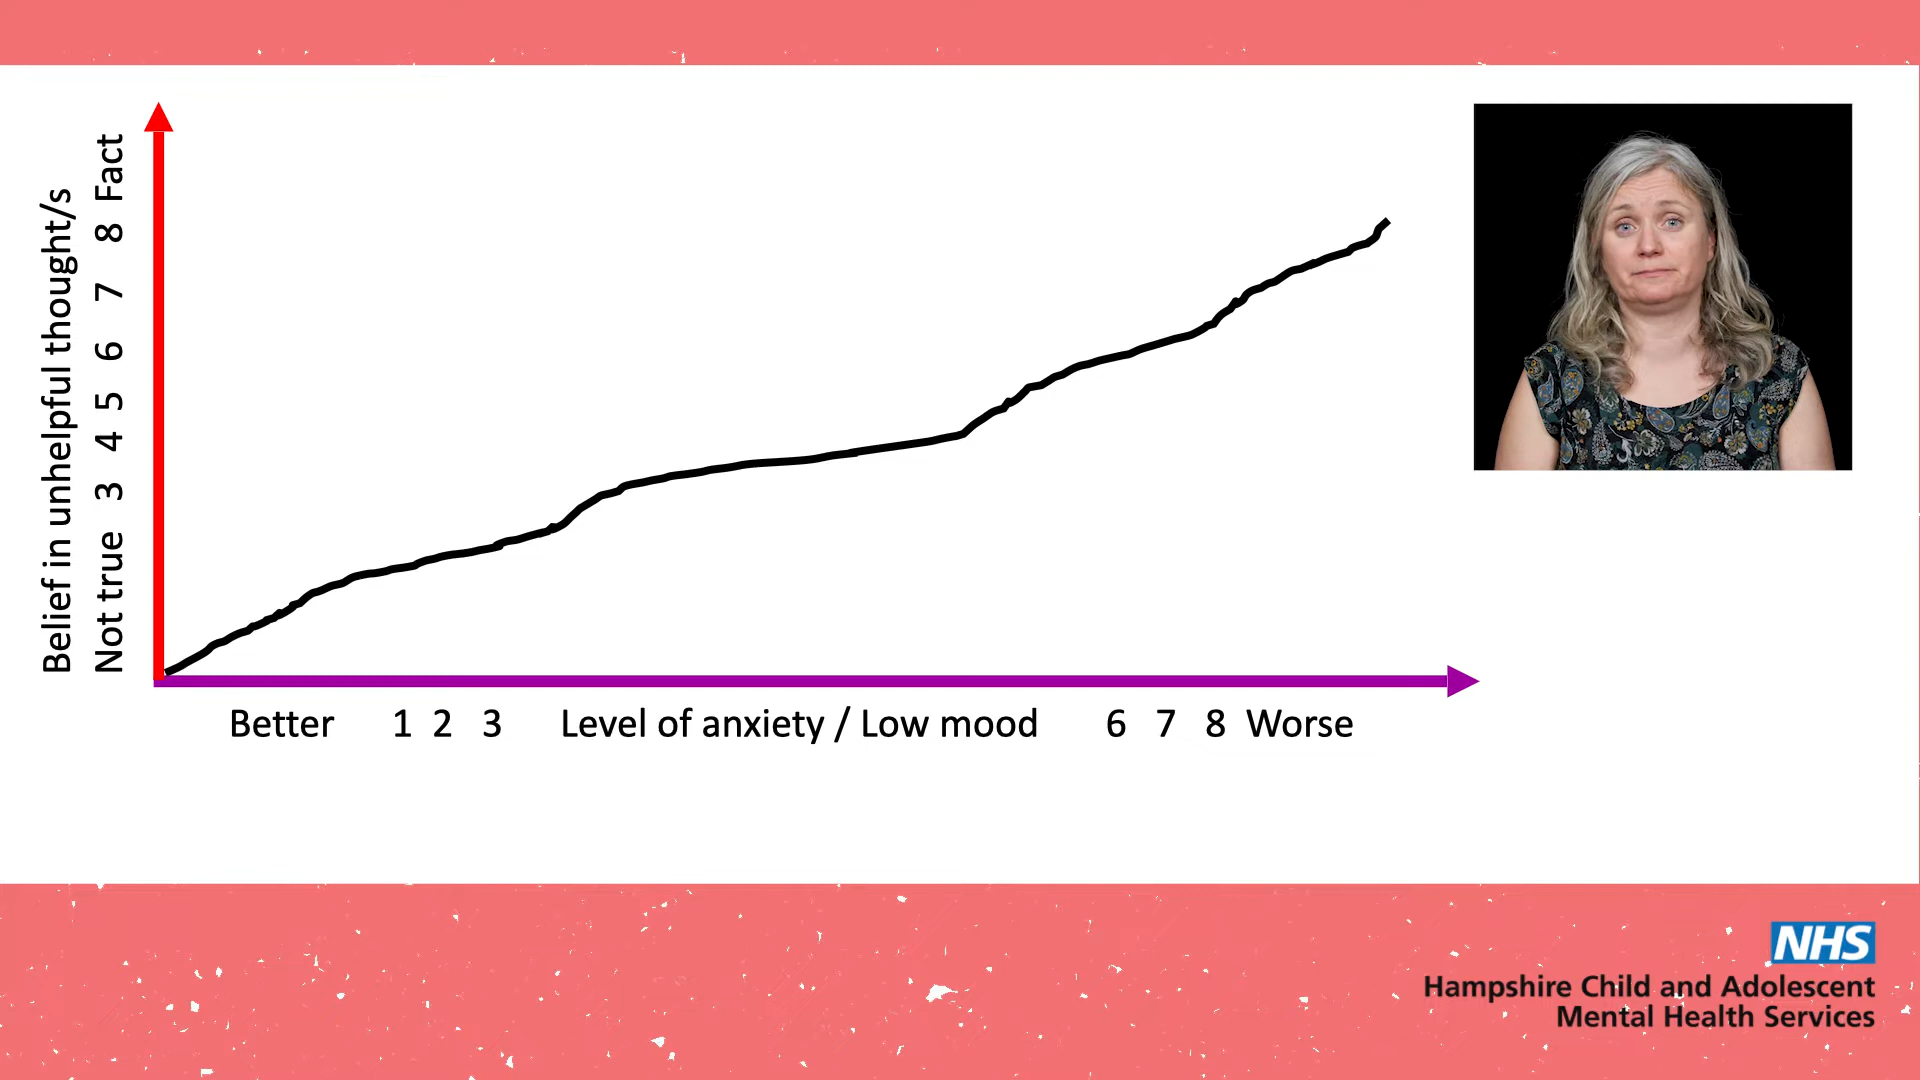 Belief in unhelpful thought/s
Not true 3 4 5 6 7 8 Fact
Better 1 2 3 Level of anxiety / Low mood 6 7 8 Worse
NHS
Hampshire Child and Adolescent
Mental Health Services